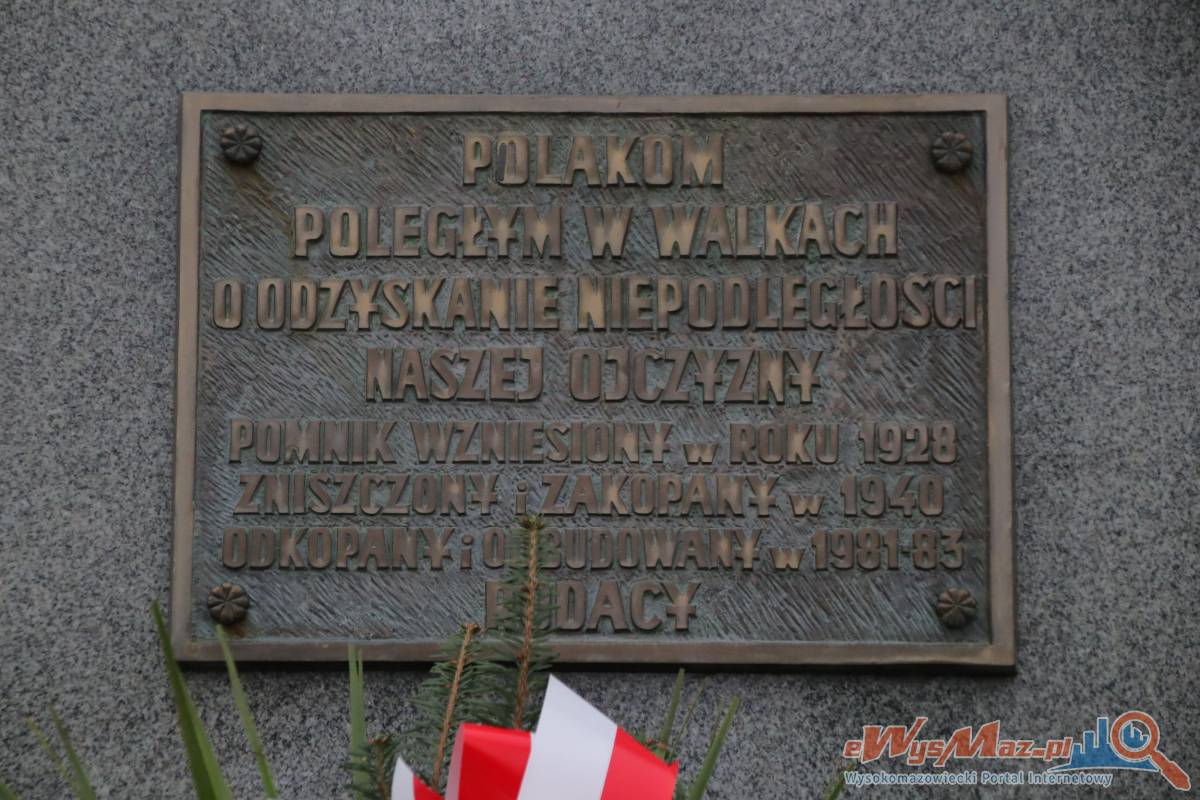 POLAKOM
POLEGŁYM W WALKACH
O ODZYSKANIE NIEPODLEGŁOŚCI
NASZEJ OJCZYZNY
POMNIK WZNIESIONY w ROKU 1928
ZNISZCZONY i ZAKOPANY w 1940
ODKOPANY i ODBUDOWANY w 1981-83
RODACY
eWysMaz.pl
Wysokomazowiecki Portal Internetowy